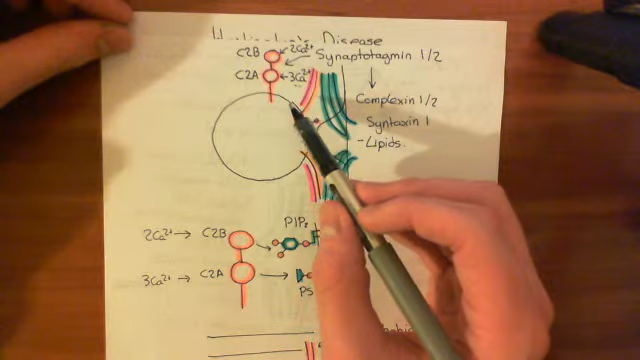 Disease
C2B
2Ca²⁺
Synaptotagmin 1/2
C2A
3Ca²⁺
Complexin 1/2
Syntaxin 1
- Lipids.
PIP₂
2Ca²⁺ → C2B
3Ca²⁺ → C2A
PS